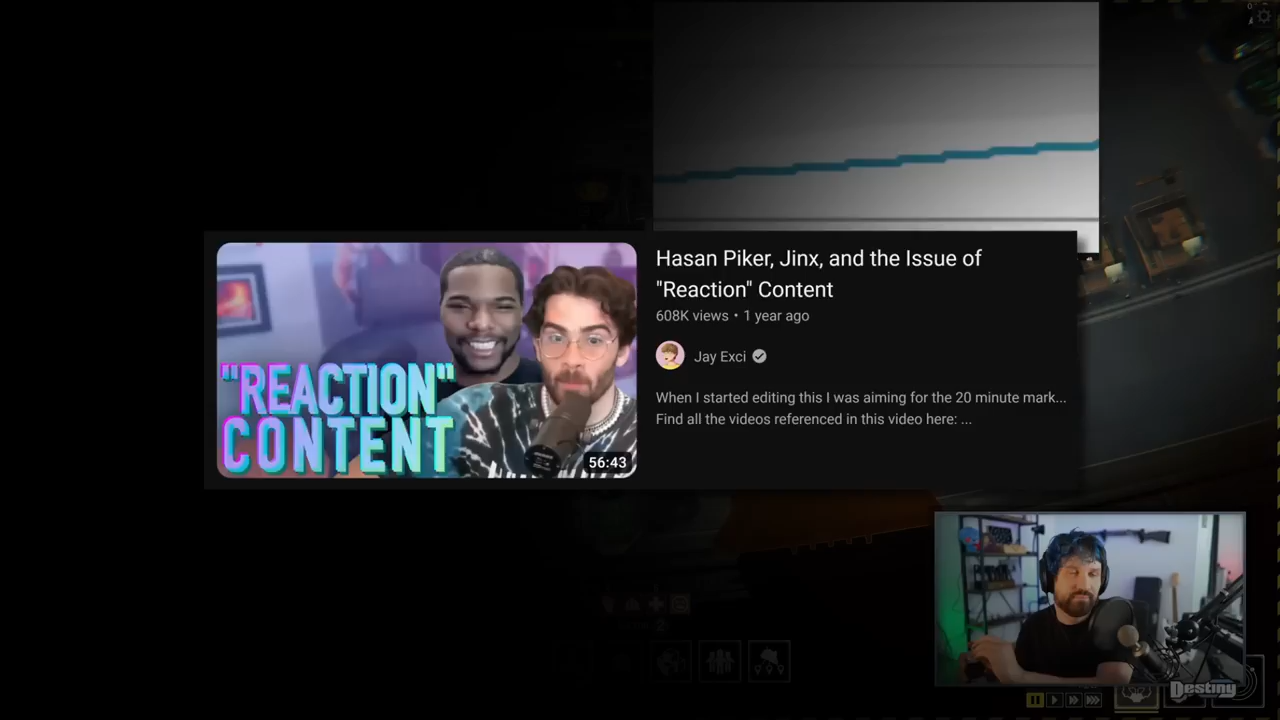 Hasan Piker, Jinx, and the Issue of
"Reaction" Content
608K views • 1 year ago
Jay Exci
When I started editing this I was aiming for the 20 minute mark...
Find all the videos referenced in this video here: ...
"REACTION"
CONTENT
56:43
Destiny